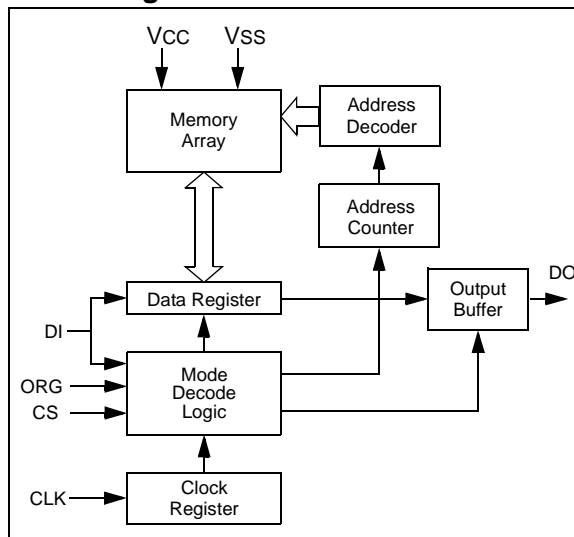 VCC
VSS
Memory
Array
Address
Decoder
Address
Counter
Data Register
Output
Buffer
DO
DI
ORG
CS
Mode
Decode
Logic
CLK
Clock
Register